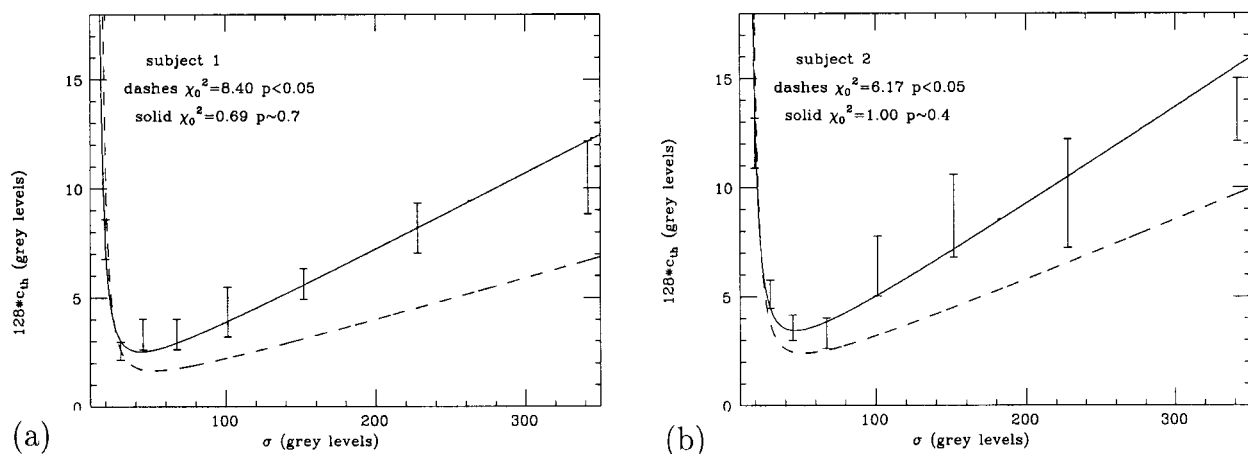 subject 1
dashes χ₀²=8.40 p<0.05
solid χ₀²=0.69 p~0.7
128*c_th (grey levels)
15
10
5
0
100
200
300
σ (grey levels)
(a)
subject 2
dashes χ₀²=6.17 p<0.05
solid χ₀²=1.00 p~0.4
128*c_th (grey levels)
15
10
5
0
100
200
300
σ (grey levels)
(b)